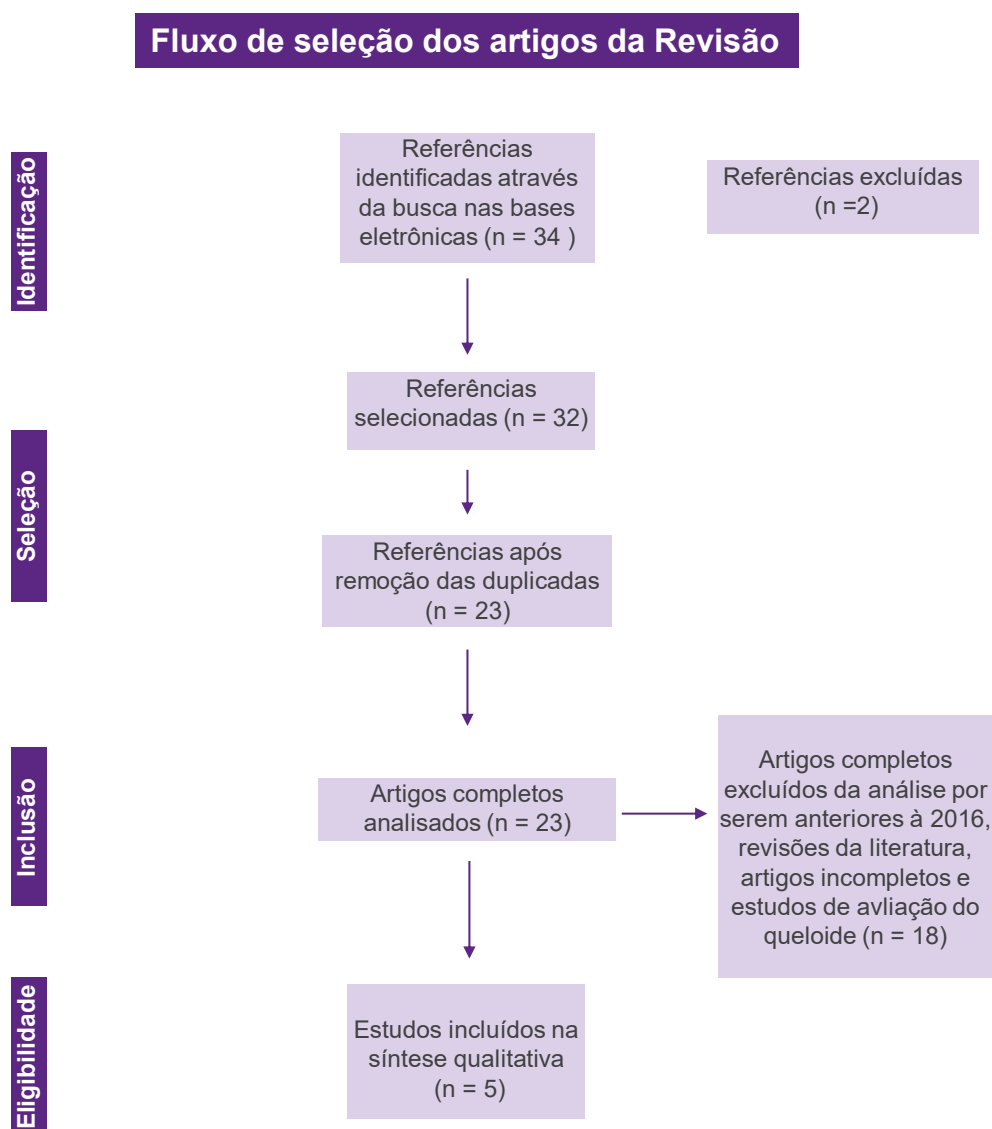 Fluxo de seleção dos artigos da Revisão
Identificação
Referências
identificadas através
da busca nas bases
eletrônicas (n = 34 )
Referências excluídas
(n =2)
Seleção
Referências
selecionadas (n = 32)
Referências após
remoção das duplicadas
(n = 23)
Inclusão
Artigos completos
analisados (n = 23)
Artigos completos
excluídos da análise por
serem anteriores à 2016,
revisões da literatura,
artigos incompletos e
estudos de avliação do
queloide (n = 18)
Eligibilidade
Estudos incluídos na
síntese qualitativa
(n = 5)